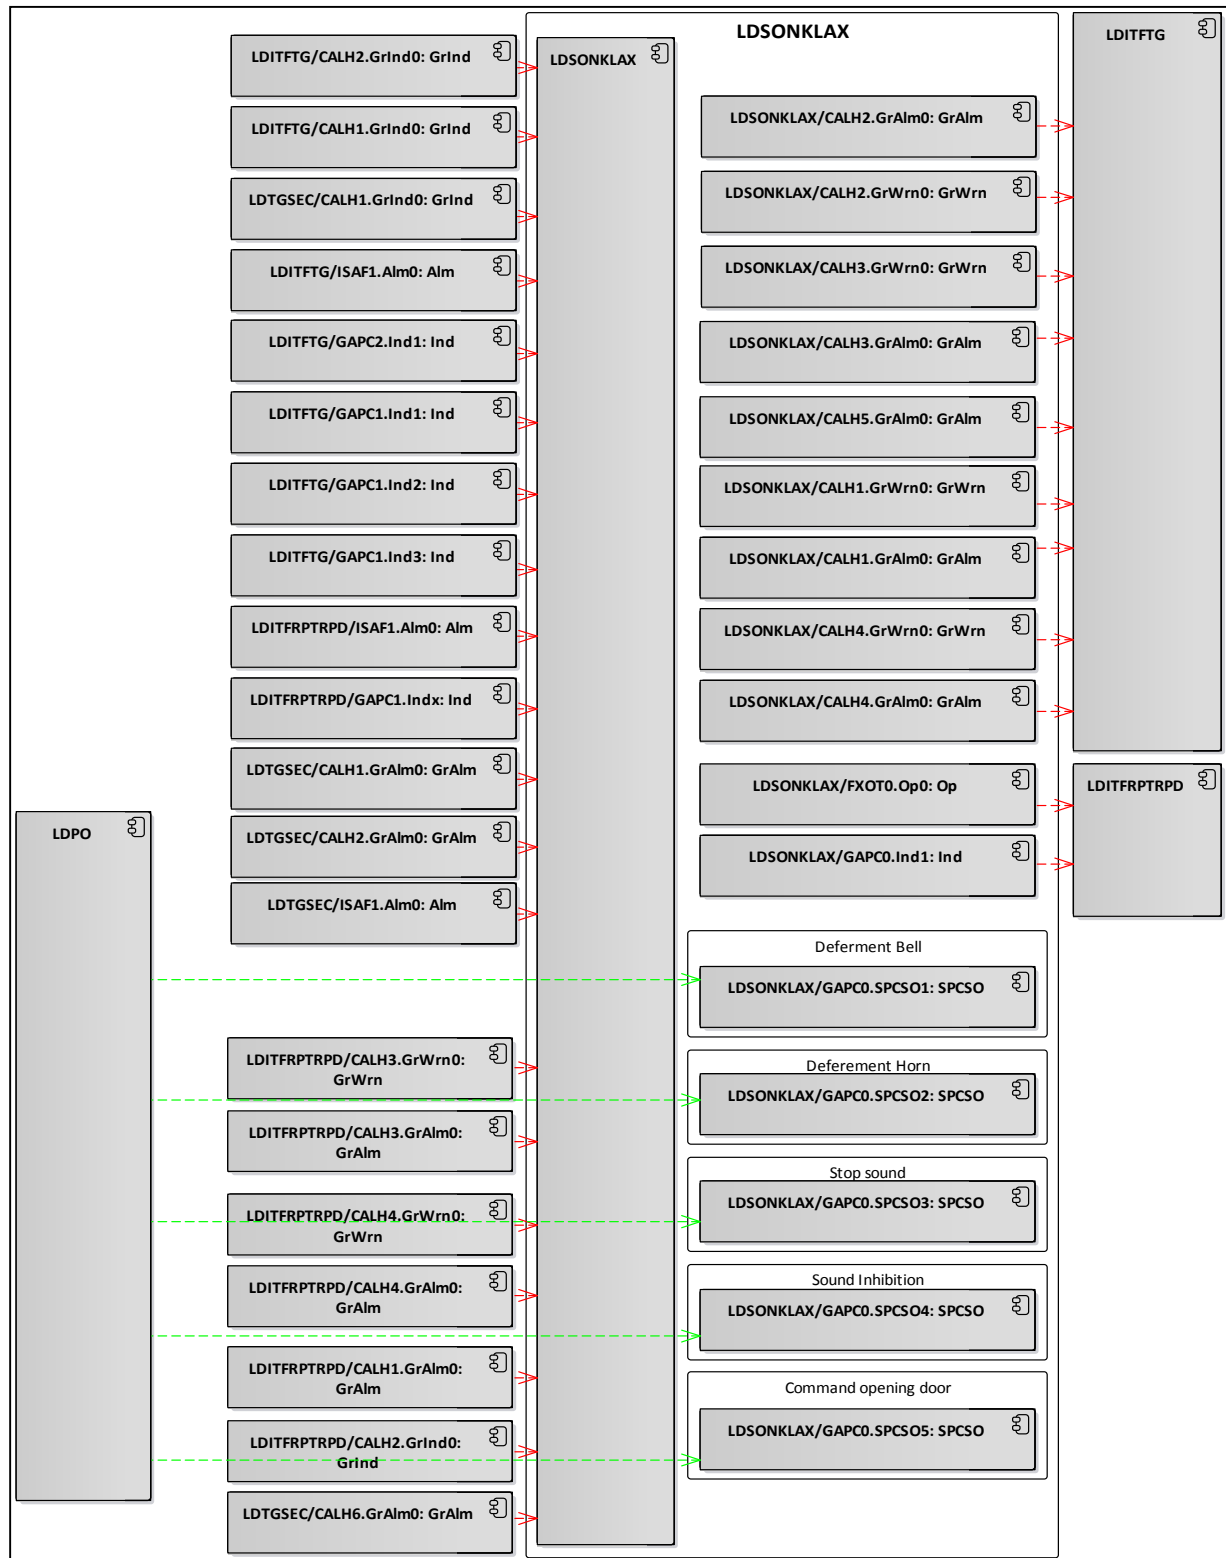 LDSONKLAX
LDITFTG/CALH2.GrInd0: GrInd
LDITFTG/CALH1.GrInd0: GrInd
LDTGSEC/CALH1.GrInd0: GrInd
LDITFTG/ISAF1.Alm0: Alm
LDITFTG/GAPC2.Ind1: Ind
LDITFTG/GAPC1.Ind1: Ind
LDITFTG/GAPC1.Ind2: Ind
LDITFTG/GAPC1.Ind3: Ind
LDITFRPTRPD/ISAF1.Alm0: Alm
LDITFRPTRPD/GAPC1.Indx: Ind
LDTGSEC/CALH1.GrAlm0: GrAlm
LDTGSEC/CALH2.GrAlm0: GrAlm
LDTGSEC/ISAF1.Alm0: Alm
LDPO
LDITFRPTRPD/CALH3.GrWrn0:
GrWrn
LDITFRPTRPD/CALH3.GrAlm0:
GrAlm
LDITFRPTRPD/CALH4.GrWrn0:
GrWrn
LDITFRPTRPD/CALH4.GrAlm0:
GrAlm
LDITFRPTRPD/CALH1.GrAlm0:
GrAlm
LDITFRPTRPD/CALH2.GrInd0:
GrInd
LDTGSEC/CALH6.GrAlm0: GrAlm
LDSONKLAX
LDSONKLAX/CALH2.GrAlm0: GrAlm
LDSONKLAX/CALH2.GrWrn0: GrWrn
LDSONKLAX/CALH3.GrWrn0: GrWrn
LDSONKLAX/CALH3.GrAlm0: GrAlm
LDSONKLAX/CALH5.GrAlm0: GrAlm
LDSONKLAX/CALH1.GrWrn0: GrWrn
LDSONKLAX/CALH1.GrAlm0: GrAlm
LDSONKLAX/CALH4.GrWrn0: GrWrn
LDSONKLAX/CALH4.GrAlm0: GrAlm
LDSONKLAX/FXOT0.Op0: Op
LDSONKLAX/GAPC0.Ind1: Ind
Deferment Bell
LDSONKLAX/GAPC0.SPCSO1: SPCSO
Deferement Horn
LDSONKLAX/GAPC0.SPCSO2: SPCSO
Stop sound
LDSONKLAX/GAPC0.SPCSO3: SPCSO
Sound Inhibition
LDSONKLAX/GAPC0.SPCSO4: SPCSO
Command opening door
LDSONKLAX/GAPC0.SPCSO5: SPCSO
LDITFTG
LDITFRPTRPD